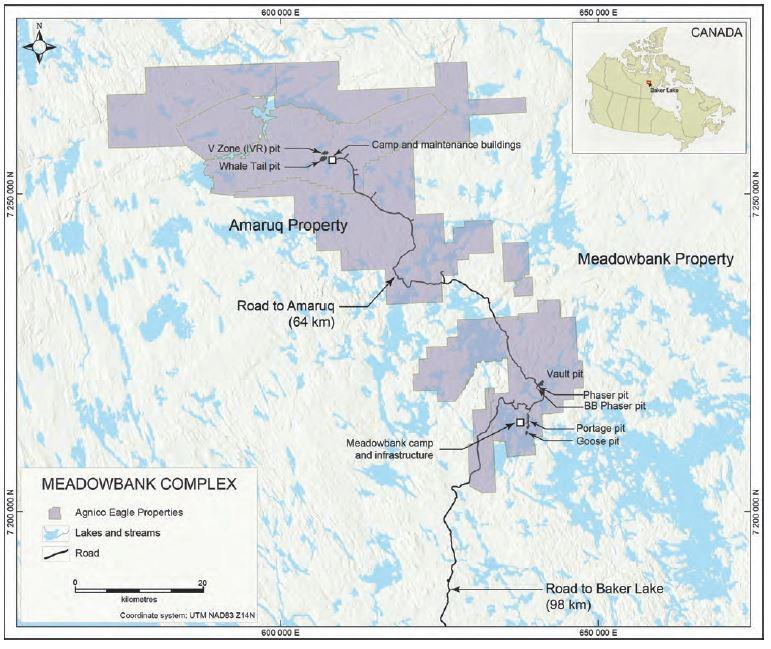 600 000 E
650 000 E
N
CANADA
Baker Lake
V Zone (IVR) pit
Camp and maintenance buildings
Whale Tail pit
7 250 000 N
7 250 000 N
Amaruq Property
Meadowbank Property
Road to Amaruq
(64 km)
Vault pit
Phaser pit
BB Phaser pit
Portage pit
Goose pit
Meadowbank camp
and infrastructure
MEADOWBANK COMPLEX
Agnico Eagle Properties
Lakes and streams
Road
0 20
kilometres
Coordinate system: UTM NAD83 Z14N
7 200 000 N
7 200 000 N
Road to Baker Lake
(98 km)
600 000 E
650 000 E